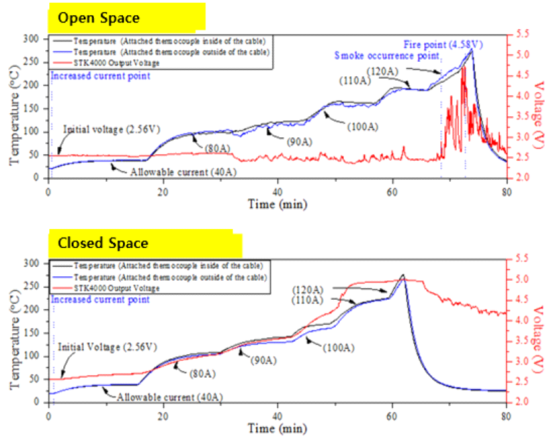 Open Space
Temperature (Attached thermocouple inside of the cable)
Temperature (Attached thermocouple outside of the cable)
STK4000 Output Voltage
Increased current point
Fire point (4.58V)
Smoke occurrence point
(120A)
(110A)
(100A)
(90A)
(80A)
Initial voltage (2.56V)
Allowable current (40A)
Temperature (°C)
300
250
200
150
100
50
0
Voltage (V)
5.5
5.0
4.5
4.0
3.5
3.0
2.5
2.0
0 20 40 60 80
Time (min)
Closed Space
Temperature (Attached thermocouple inside of the cable)
Temperature (Attached thermocouple outside of the cable)
STK4000 Output Voltage
Increased current point
(120A)
(110A)
(100A)
(90A)
(80A)
Initial Voltage (2.56V)
Allowable current (40A)
Temperature (°C)
300
250
200
150
100
50
0
Voltage (V)
5.5
5.0
4.5
4.0
3.5
3.0
2.5
2.0
0 20 40 60 80
Time (min)